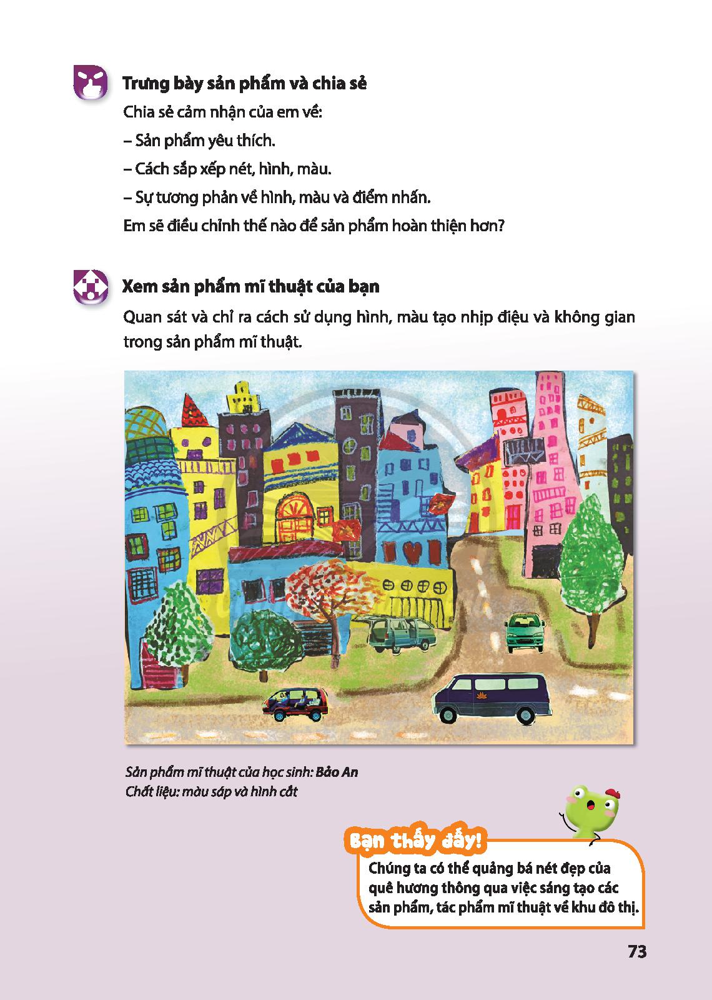 Trưng bày sản phẩm và chia sẻ
Chia sẻ cảm nhận của em về:
– Sản phẩm yêu thích.
– Cách sắp xếp nét, hình, màu.
– Sự tương phản về hình, màu và điểm nhấn.
Em sẽ điều chỉnh thế nào để sản phẩm hoàn thiện hơn?
Xem sản phẩm mĩ thuật của bạn
Quan sát và chỉ ra cách sử dụng hình, màu tạo nhịp điệu và không gian
trong sản phẩm mĩ thuật.
Sản phẩm mĩ thuật của học sinh: Bảo An
Chất liệu: màu sáp và hình cắt
Bạn thấy đấy!
Chúng ta có thể quảng bá nét đẹp của
quê hương thông qua việc sáng tạo các
sản phẩm, tác phẩm mĩ thuật về khu đô thị.
73